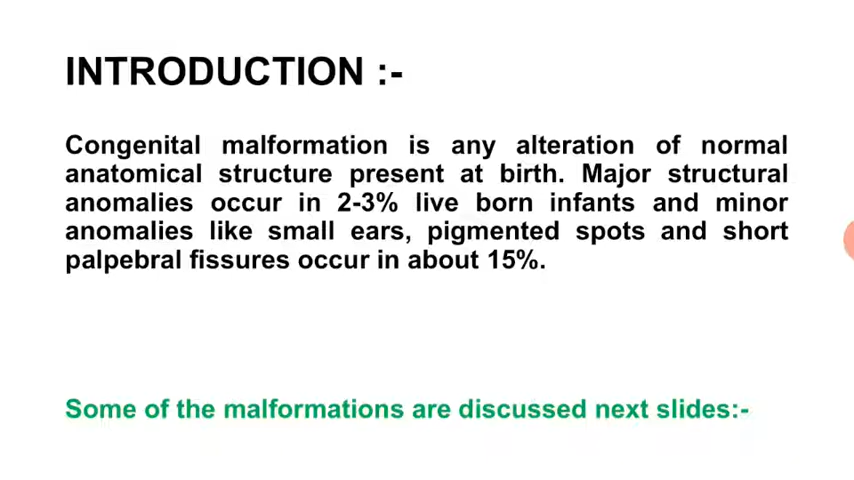 INTRODUCTION :-
Congenital malformation is any alteration of normal
anatomical structure present at birth. Major structural
anomalies occur in 2-3% live born infants and minor
anomalies like small ears, pigmented spots and short
palpebral fissures occur in about 15%.
Some of the malformations are discussed next slides:-